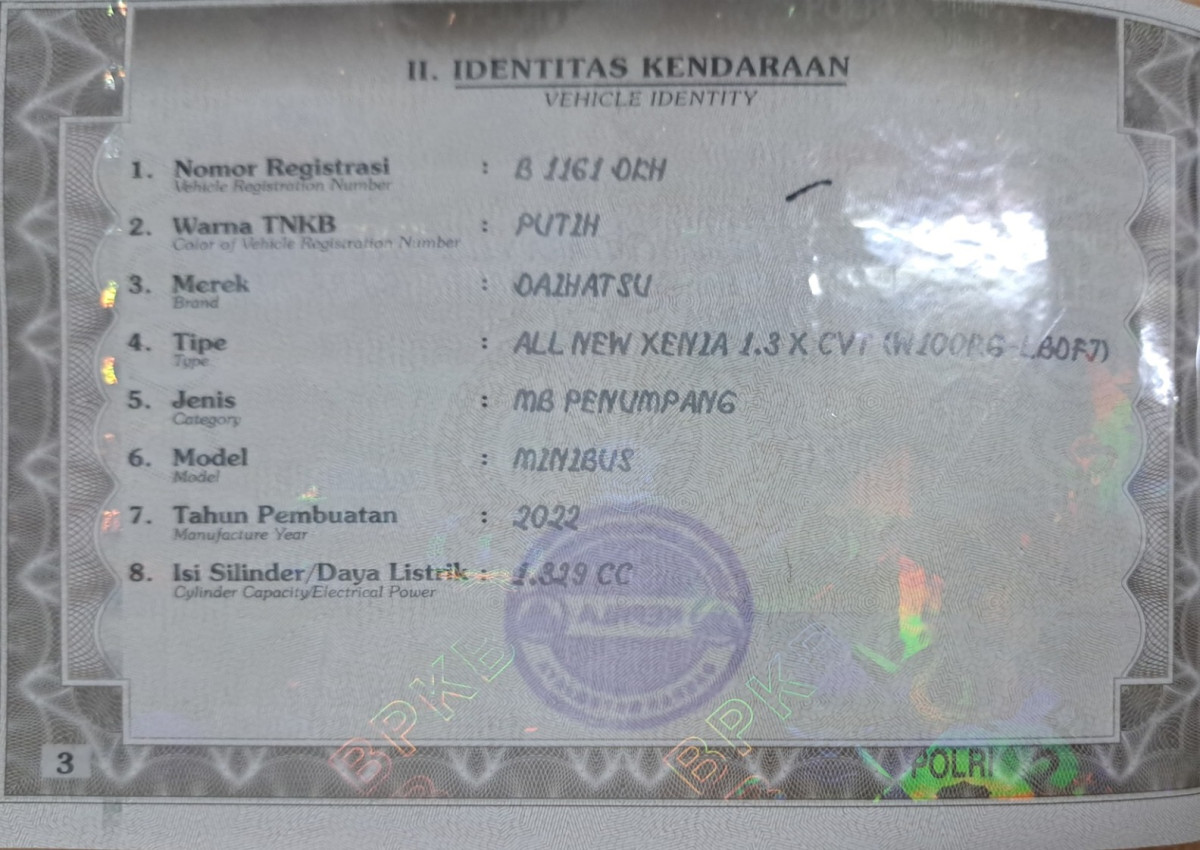 II. IDENTITAS KENDARAAN
VEHICLE IDENTITY
1. Nomor Registrasi : B 1161 DKH
Vehicle Registration Number
2. Warna TNKB : PUTIH
Color of Vehicle Registration Number
3. Merek : DAIHATSU
Brand
4. Tipe : ALL NEW XENIA 1.3 X CVT
Type
5. Jenis : MB PENUMPANG
Category
6. Model : MINIBUS
Model
7. Tahun Pembuatan : 2022
Manufacture Year
8. Isi Silinder/Daya Listrik : 1.329 CC
Cylinder Capacity/Electrical Power
BPKB BPKB
3 POLRI